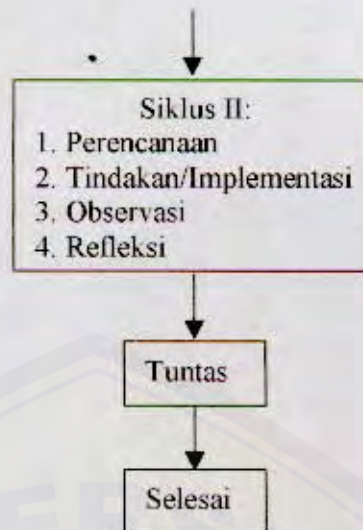 Siklus II:
1. Perencanaan
2. Tindakan/Implementasi
3. Observasi
4. Refleksi
Tuntas
Selesai